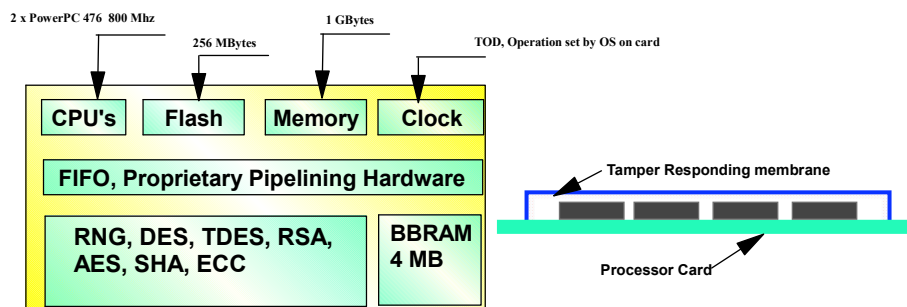 2 x PowerPC 476 800 Mhz
1 GBytes
256 MBytes
TOD, Operation set by OS on card
CPU's
Flash
Memory
Clock
FIFO, Proprietary Pipelining Hardware
RNG, DES, TDES, RSA,
AES, SHA, ECC
BBRAM
4 MB
Tamper Responding membrane
Processor Card